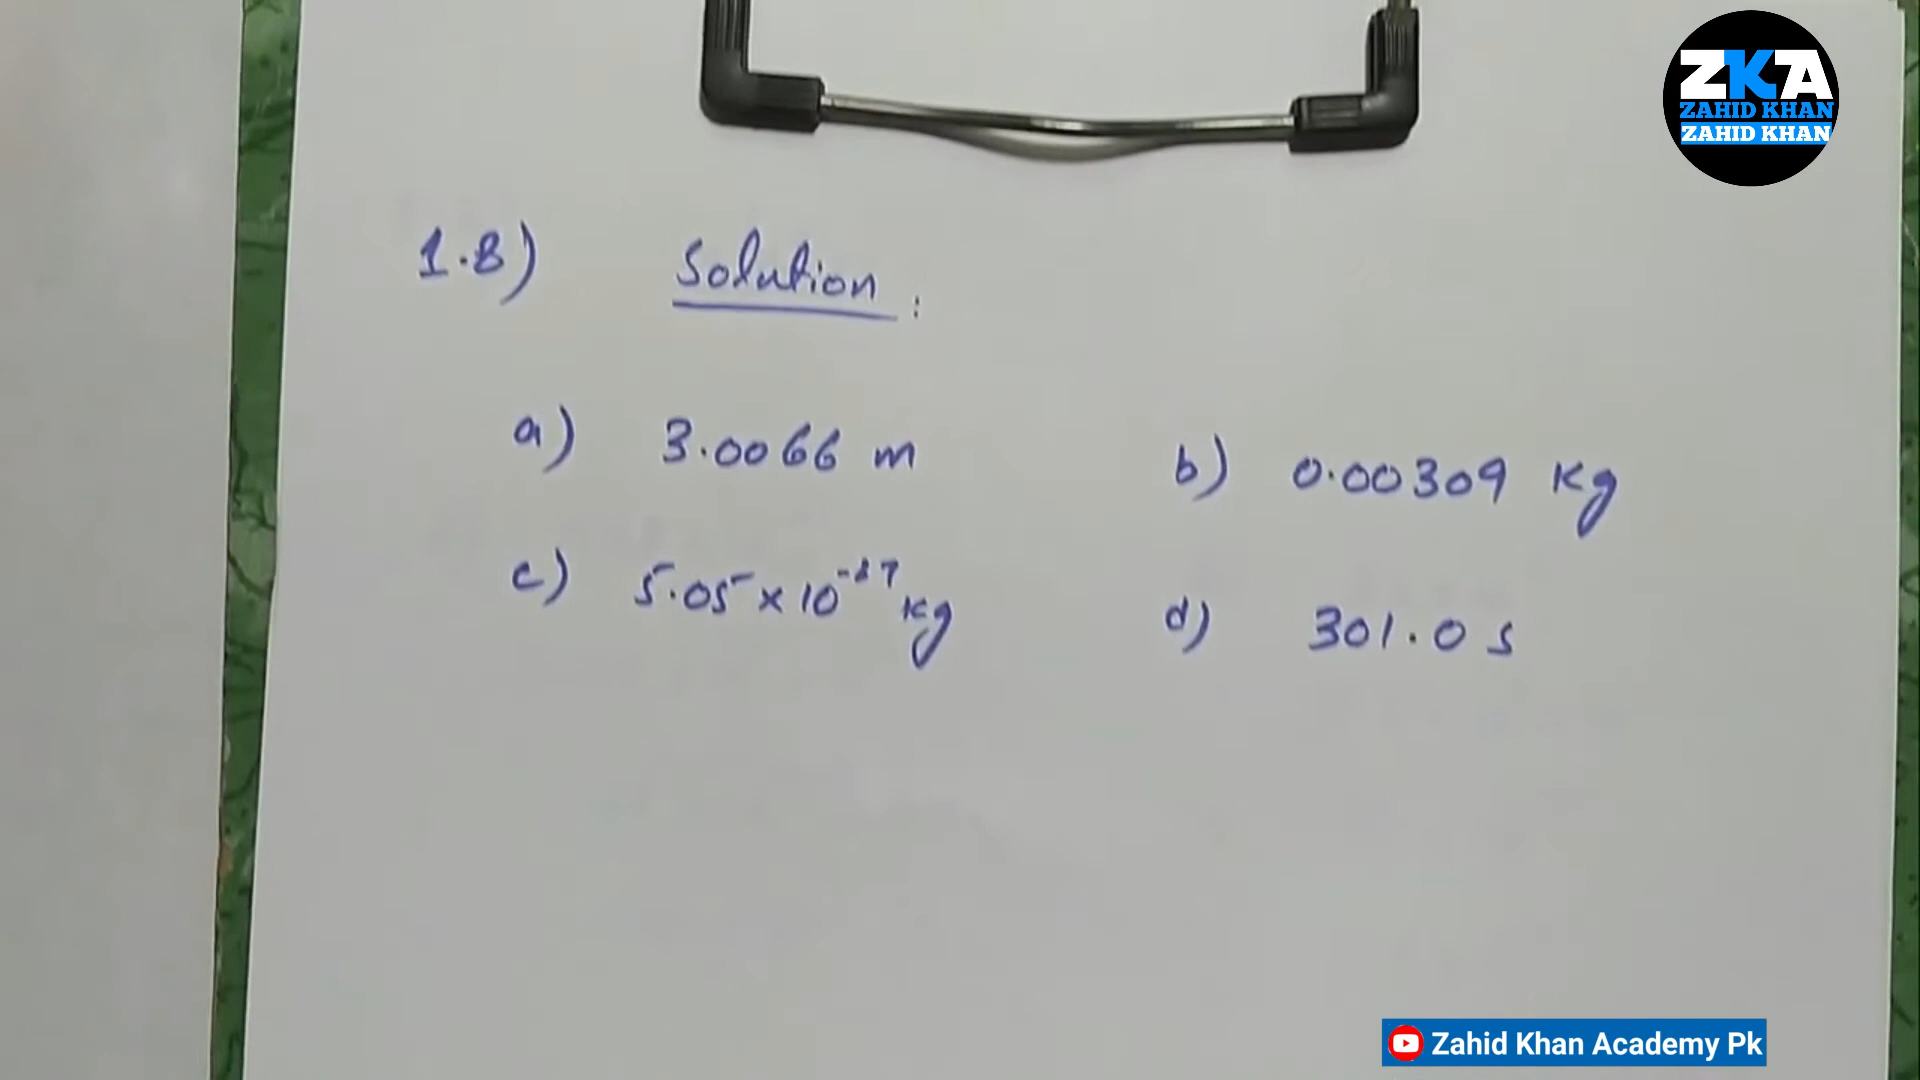 ZKA
ZAHID KHAN
ZAHID KHAN
1.8) Solution:
a) 3.0066 m b) 0.00309 kg
c) 5.05 × 10⁻²⁷ kg d) 301.0 s
Zahid Khan Academy Pk